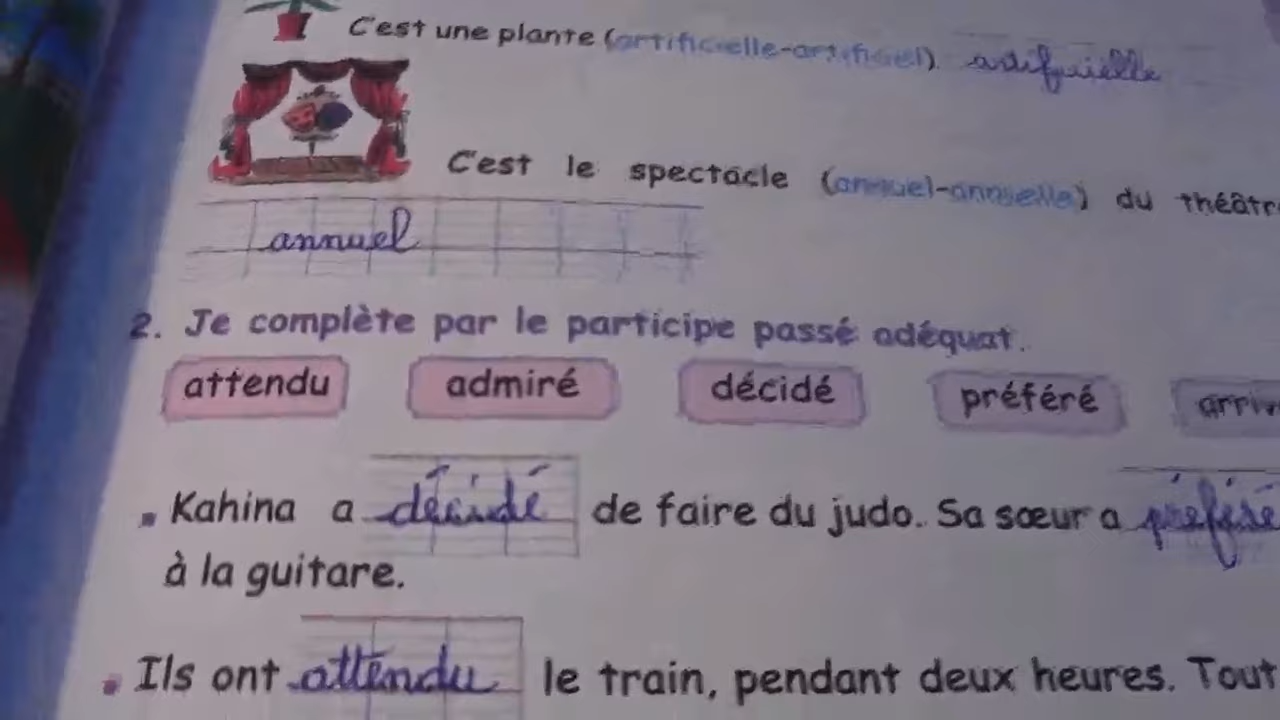 C'est une plante (artificielle-artificiel). artificielle
C'est le spectacle (annuel-annuelle) du théâtr
annuel
2. Je complète par le participe passé adéquat.
attendu admiré décidé préféré arriv
Kahina a décidé de faire du judo. Sa sœur a préféré
à la guitare.
Ils ont attendu le train, pendant deux heures. Tout